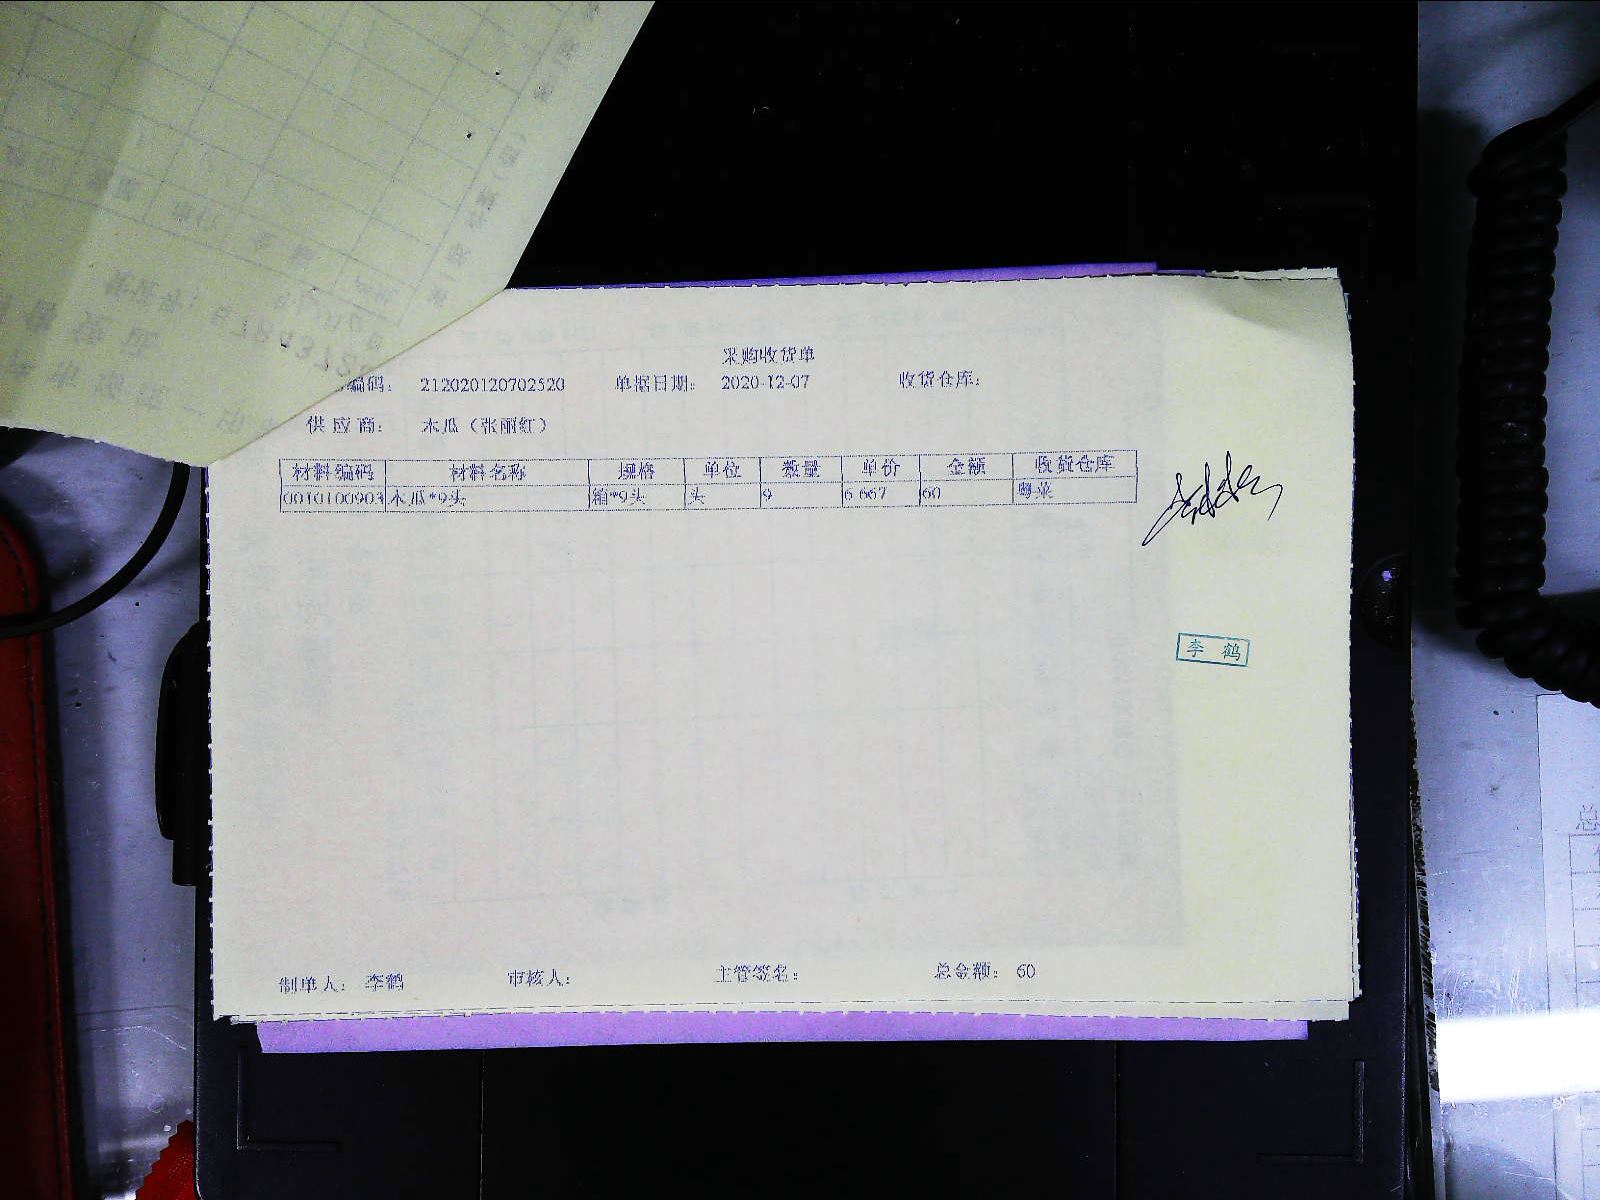 采购收货单
编码: 212020120702520 单据日期: 2020-12-07 收货仓库:
供应商: 木瓜(张丽红)
材料编码 材料名称 规格 单位 数量 单价 金额 收货仓库
0010100903 木瓜*9头 箱*9头 头 9 6.667 60 粤菜
李鹤
制单人: 李鹤 审核人: 主管签名: 总金额: 60